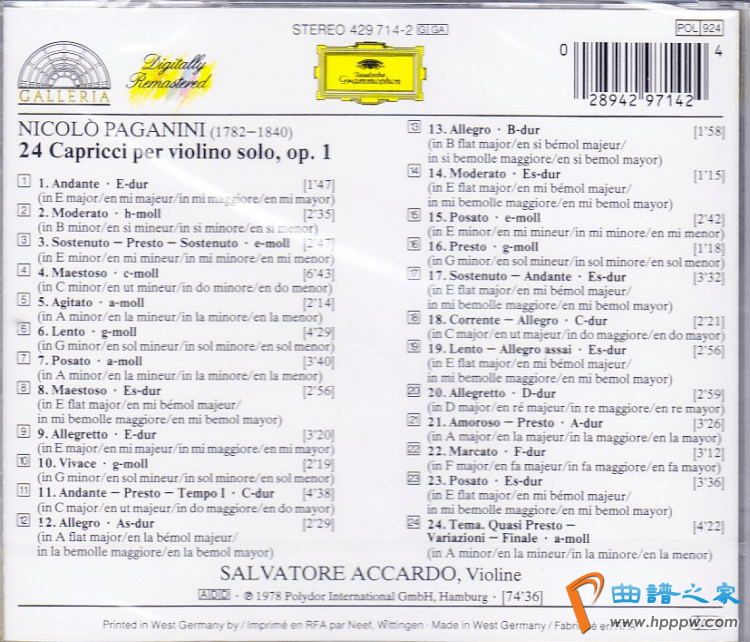 STEREO 429 714-2 GIGA
POL 924
GALLERIA
Digitally
Remastered
Deutsche
Grammophon
0 28942 97142 4
NICOLÒ PAGANINI (1782–1840)
24 Capricci per violino solo, op. 1
1 1. Andante · E-dur [1'47]
(in E major/en mi majeur/in mi maggiore/en mi mayor)
2 2. Moderato · h-moll [2'35]
(in B minor/en si mineur/in si minore/en si menor)
3 3. Sostenuto – Presto – Sostenuto · e-moll [2'47]
(in E minor/en mi mineur/in mi minore/en mi menor)
4 4. Maestoso · c-moll [6'43]
(in C minor/en ut mineur/in do minore/en do menor)
5 5. Agitato · a-moll [2'14]
(in A minor/en la mineur/in la minore/en la menor)
6 6. Lento · g-moll [4'29]
(in G minor/en sol mineur/in sol minore/en sol menor)
7 7. Posato · a-moll [3'40]
(in A minor/en la mineur/in la minore/en la menor)
8 8. Maestoso · Es-dur [2'56]
(in E flat major/en mi bémol majeur/
in mi bemolle maggiore/en mi bemol mayor)
9 9. Allegretto · E-dur [3'20]
(in E major/en mi majeur/in mi maggiore/en mi mayor)
10 10. Vivace · g-moll [2'19]
(in G minor/en sol mineur/in sol minore/en sol menor)
11 11. Andante – Presto – Tempo I · C-dur [4'38]
(in C major/en ut majeur/in do maggiore/en do mayor)
12 12. Allegro · As-dur [2'29]
(in A flat major/en la bémol majeur/
in la bemolle maggiore/en la bemol mayor)
13 13. Allegro · B-dur [1'58]
(in B flat major/en si bémol majeur/
in si bemolle maggiore/en si bemol mayor)
14 14. Moderato · Es-dur [1'15]
(in E flat major/en mi bémol majeur/
in mi bemolle maggiore/en mi bemol mayor)
15 15. Posato · e-moll [2'42]
(in E minor/en mi mineur/in mi minore/en mi menor)
16 16. Presto · g-moll [1'18]
(in G minor/en sol mineur/in sol minore/en sol menor)
17 17. Sostenuto – Andante · Es-dur [3'32]
(in E flat major/en mi bémol majeur/
in mi bemolle maggiore/en mi bemol mayor)
18 18. Corrente – Allegro · C-dur [2'21]
(in C major/en ut majeur/in do maggiore/en do mayor)
19 19. Lento – Allegro assai · Es-dur [2'56]
(in E flat major/en mi bémol majeur/
in mi bemolle maggiore/en mi bemol mayor)
20 20. Allegretto · D-dur [2'59]
(in D major/en ré majeur/in re maggiore/en re mayor)
21 21. Amoroso – Presto · A-dur [3'26]
(in A major/en la majeur/in la maggiore/en la mayor)
22 22. Marcato · F-dur [3'12]
(in F major/en fa majeur/in fa maggiore/en fa mayor)
23 23. Posato · Es-dur [3'36]
(in E flat major/en mi bémol majeur/
in mi bemolle maggiore/en mi bemol mayor)
24 24. Tema. Quasi Presto – [4'22]
Variazioni – Finale · a-moll
(in A minor/en la mineur/in la minore/en la menor)
SALVATORE ACCARDO, Violine
ADD · ℗ 1978 Polydor International GmbH, Hamburg · [74'36]
Printed in West Germany by / Imprimé en RFA par Neef, Wittingen · Made in West Germany / Fabriqué en RFA
曲谱之家
www.hpppw.com